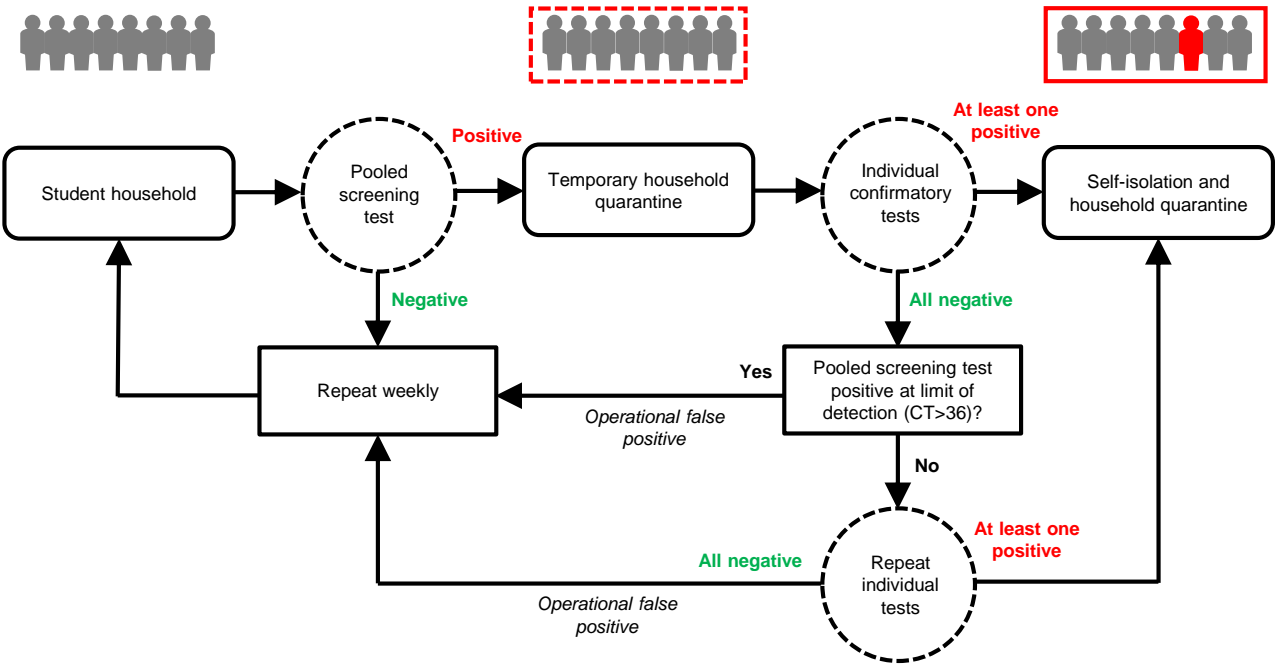 Student household
Pooled
screening
test
Positive
Temporary household
quarantine
Individual
confirmatory
tests
At least one
positive
Self-isolation and
household quarantine
Negative
All negative
Repeat weekly
Yes
Operational false
positive
Pooled screening test
positive at limit of
detection (CT>36)?
No
All negative
Operational false
positive
Repeat
individual
tests
At least one
positive